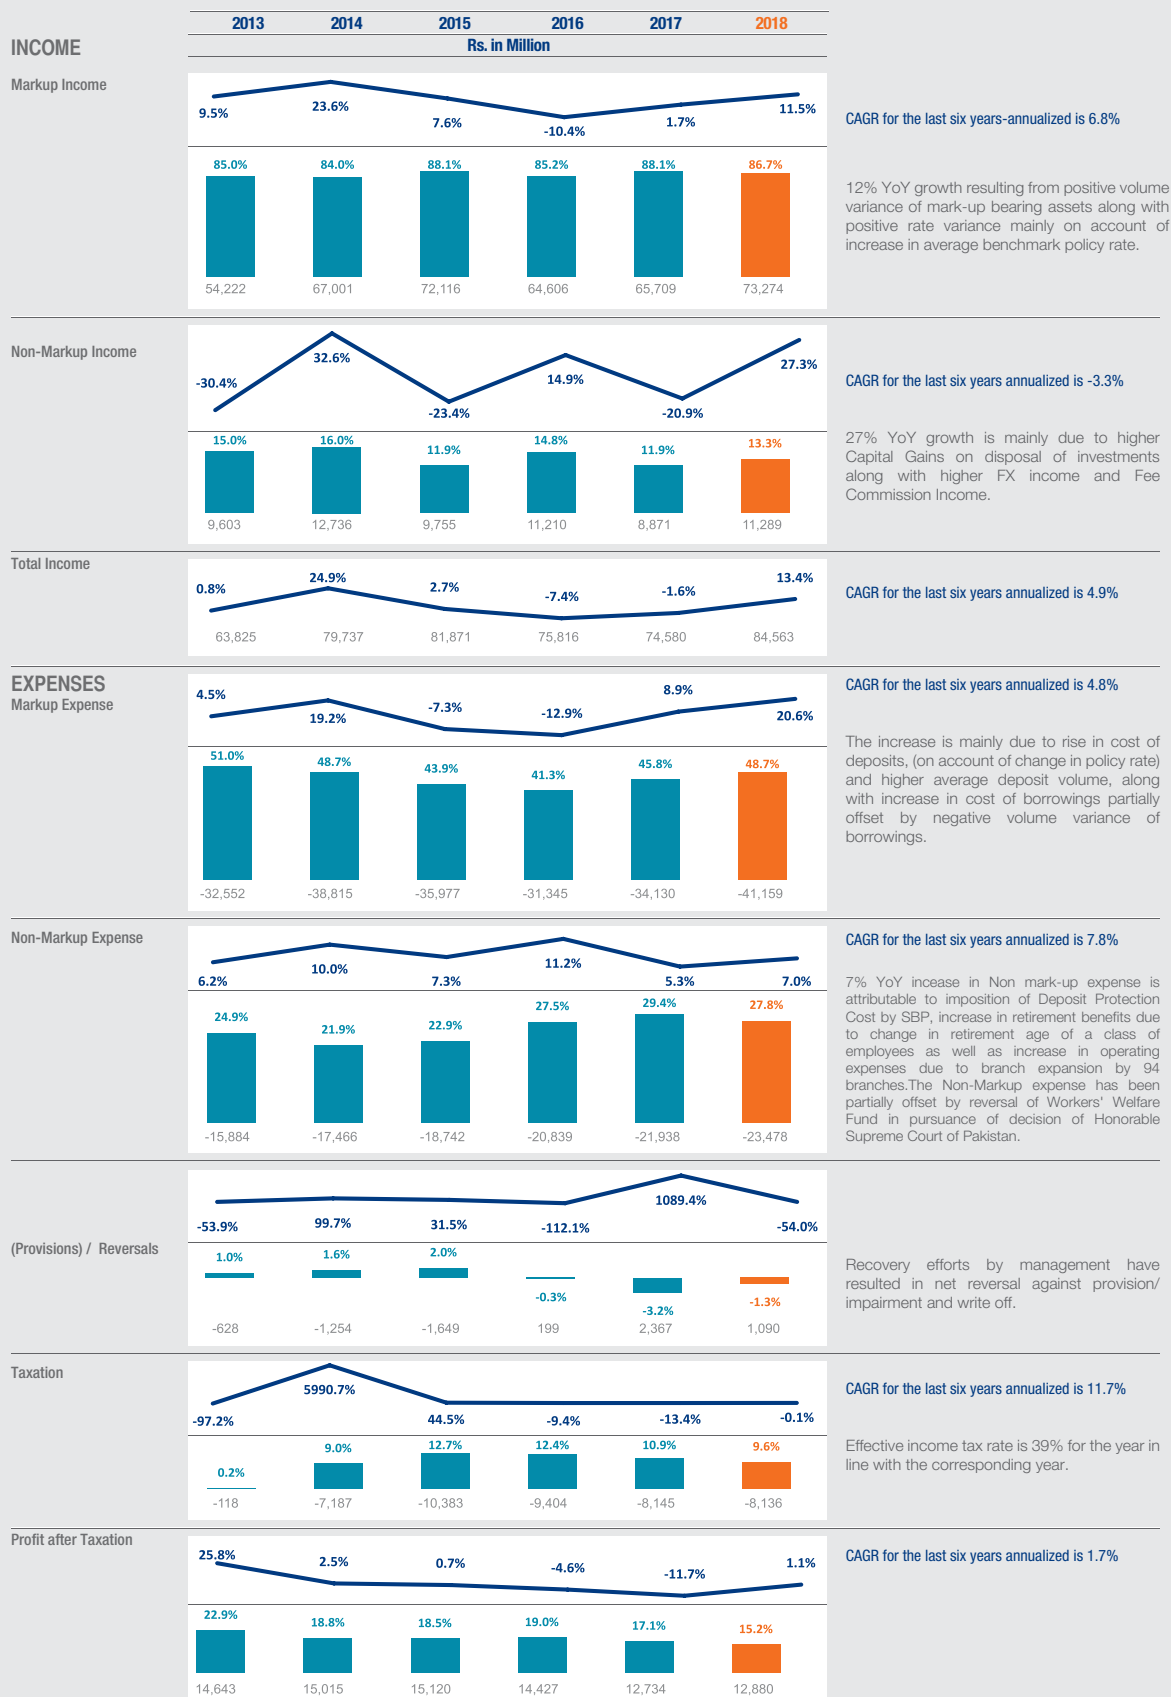 2013 2014 2015 2016 2017 2018
INCOME
Rs. in Million
Markup Income
9.5% 23.6% 7.6% -10.4% 1.7% 11.5%
CAGR for the last six years-annualized is 6.8%
85.0% 84.0% 88.1% 85.2% 88.1% 86.7%
12% YoY growth resulting from positive volume
variance of mark-up bearing assets along with
positive rate variance mainly on account of
increase in average benchmark policy rate.
54,222 67,001 72,116 64,606 65,709 73,274
Non-Markup Income
-30.4% 32.6% -23.4% 14.9% -20.9% 27.3%
CAGR for the last six years annualized is -3.3%
15.0% 16.0% 11.9% 14.8% 11.9% 13.3%
27% YoY growth is mainly due to higher
Capital Gains on disposal of investments
along with higher FX income and Fee
Commission Income.
9,603 12,736 9,755 11,210 8,871 11,289
Total Income
0.8% 24.9% 2.7% -7.4% -1.6% 13.4%
CAGR for the last six years annualized is 4.9%
63,825 79,737 81,871 75,816 74,580 84,563
EXPENSES
Markup Expense
4.5% 19.2% -7.3% -12.9% 8.9% 20.6%
CAGR for the last six years annualized is 4.8%
51.0% 48.7% 43.9% 41.3% 45.8% 48.7%
The increase is mainly due to rise in cost of
deposits, (on account of change in policy rate)
and higher average deposit volume, along
with increase in cost of borrowings partially
offset by negative volume variance of
borrowings.
-32,552 -38,815 -35,977 -31,345 -34,130 -41,159
Non-Markup Expense
6.2% 10.0% 7.3% 11.2% 5.3% 7.0%
CAGR for the last six years annualized is 7.8%
24.9% 21.9% 22.9% 27.5% 29.4% 27.8%
7% YoY incease in Non mark-up expense is
attributable to imposition of Deposit Protection
Cost by SBP, increase in retirement benefits due
to change in retirement age of a class of
employees as well as increase in operating
expenses due to branch expansion by 94
branches.The Non-Markup expense has been
partially offset by reversal of Workers' Welfare
Fund in pursuance of decision of Honorable
Supreme Court of Pakistan.
-15,884 -17,466 -18,742 -20,839 -21,938 -23,478
(Provisions) / Reversals
-53.9% 99.7% 31.5% -112.1% 1089.4% -54.0%
1.0% 1.6% 2.0% -0.3% -3.2% -1.3%
Recovery efforts by management have
resulted in net reversal against provision/
impairment and write off.
-628 -1,254 -1,649 199 2,367 1,090
Taxation
-97.2% 5990.7% 44.5% -9.4% -13.4% -0.1%
CAGR for the last six years annualized is 11.7%
0.2% 9.0% 12.7% 12.4% 10.9% 9.6%
Effective income tax rate is 39% for the year in
line with the corresponding year.
-118 -7,187 -10,383 -9,404 -8,145 -8,136
Profit after Taxation
25.8% 2.5% 0.7% -4.6% -11.7% 1.1%
CAGR for the last six years annualized is 1.7%
22.9% 18.8% 18.5% 19.0% 17.1% 15.2%
14,643 15,015 15,120 14,427 12,734 12,880